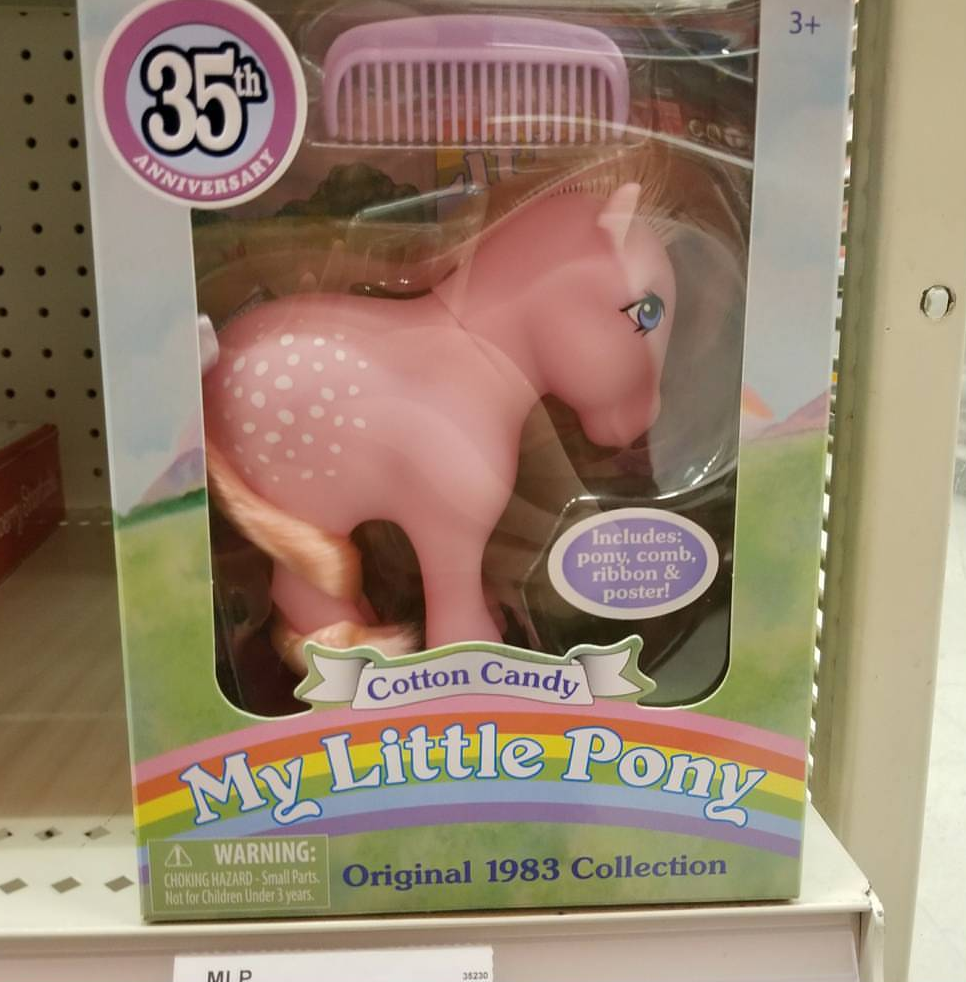 3+
35th
ANNIVERSARY
Includes:
pony, comb,
ribbon &
poster!
Cotton Candy
My Little Pony
WARNING:
CHOKING HAZARD - Small Parts.
Not for Children Under 3 years.
Original 1983 Collection
MLP
35230